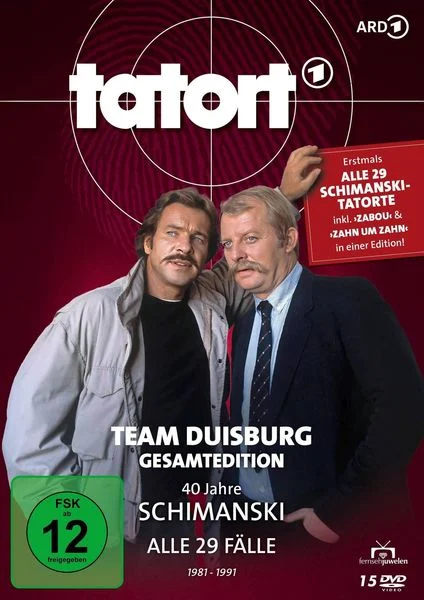 ARD 1
tatort 1
Erstmals
ALLE 29
SCHIMANSKI-
TATORTE
inkl. ›ZABOU‹ &
›ZAHN UM ZAHN‹
in einer Edition!
TEAM DUISBURG
GESAMTEDITION
40 Jahre
SCHIMANSKI
ALLE 29 FÄLLE
1981 - 1991
FSK
ab
12
freigegeben
fernsehjuwelen
15 DVD
VIDEO